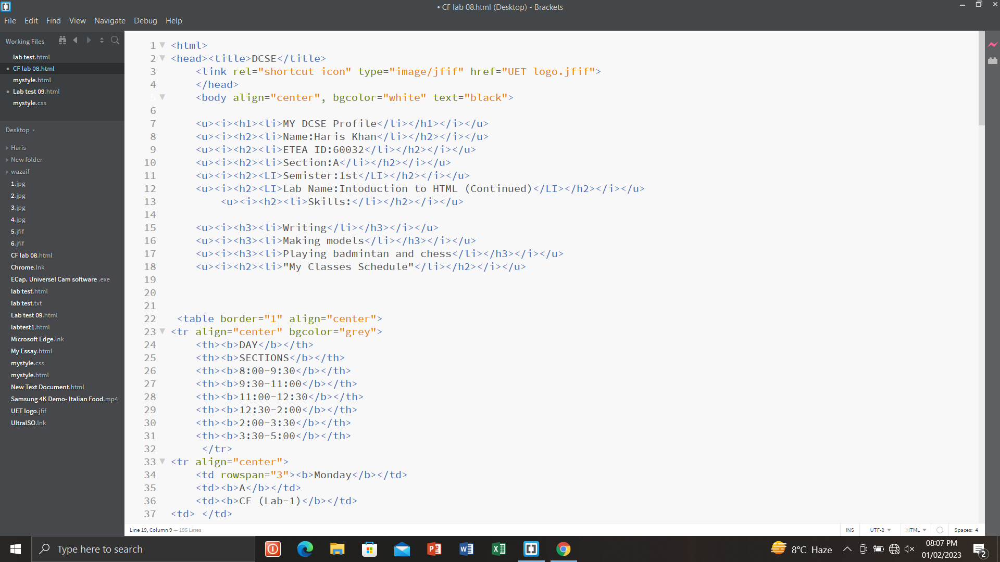 • CF lab 08.html (Desktop) - Brackets
File Edit Find View Navigate Debug Help
Working Files
lab test.html
• CF lab 08.html
mystyle.html
• Lab test 09.html
mystyle.css
Desktop
Haris
New folder
wazaif
1.jpg
2.jpg
3.jpg
4.jpg
5.jfif
6.jfif
CF lab 08.html
Chrome.lnk
ECap. Universel Cam software .exe
lab test.html
lab test.txt
Lab test 09.html
labtest1.html
Microsoft Edge.lnk
My Essay.html
mystyle.css
mystyle.html
New Text Document.html
Samsung 4K Demo- Italian Food.mp4
UET logo.jfif
UltraISO.lnk
1 <html>
2 <head><title>DCSE</title>
3 <link rel="shortcut icon" type="image/jfif" href="UET logo.jfif">
4 </head>
5 <body align="center", bgcolor="white" text="black">
6
7 <u><i><h1><li>MY DCSE Profile</li></h1></i></u>
8 <u><i><h2><li>Name:Haris Khan</li></h2></i></u>
9 <u><i><h2><li>ETEA ID:60032</li></h2></i></u>
10 <u><i><h2><li>Section:A</li></h2></i></u>
11 <u><i><h2><LI>Semister:1st</LI></h2></i></u>
12 <u><i><h2><LI>Lab Name:Intoduction to HTML (Continued)</LI></h2></i></u>
13 <u><i><h2><li>Skills:</li></h2></i></u>
14
15 <u><i><h3><li>Writing</li></h3></i></u>
16 <u><i><h3><li>Making models</li></h3></i></u>
17 <u><i><h3><li>Playing badmintan and chess</li></h3></i></u>
18 <u><i><h2><li>"My Classes Schedule"</li></h2></i></u>
19
20
21
22 <table border="1" align="center">
23 <tr align="center" bgcolor="grey">
24 <th><b>DAY</b></th>
25 <th><b>SECTIONS</b></th>
26 <th><b>8:00-9:30</b></th>
27 <th><b>9:30-11:00</b></th>
28 <th><b>11:00-12:30</b></th>
29 <th><b>12:30-2:00</b></th>
30 <th><b>2:00-3:30</b></th>
31 <th><b>3:30-5:00</b></th>
32 </tr>
33 <tr align="center">
34 <td rowspan="3"><b>Monday</b></td>
35 <td><b>A</b></td>
36 <td><b>CF (Lab-1)</b></td>
37 <td> </td>
Line 19, Column 9 — 195 Lines
INS UTF-8 HTML Spaces: 4
Type here to search
8°C Haze
08:07 PM
01/02/2023
2